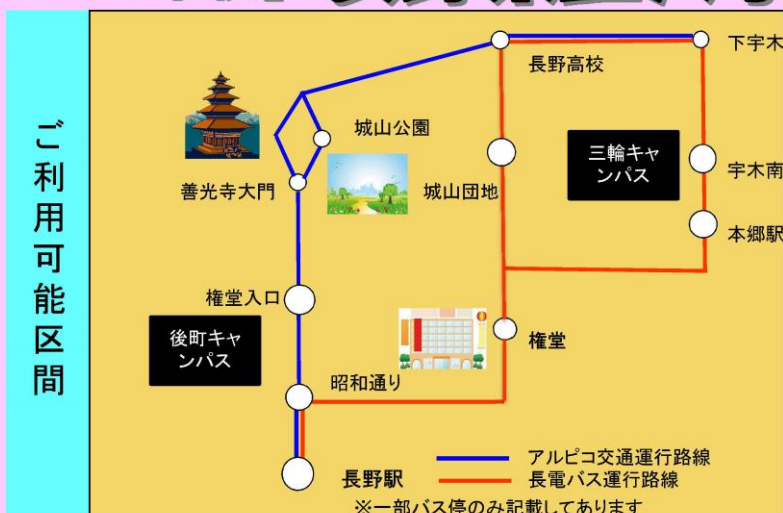 ご利用可能区間
長野高校
下宇木
城山公園
善光寺大門
城山団地
三輪キャ
ンパス
宇木南
本郷駅
権堂入口
後町キャ
ンパス
権堂
昭和通り
長野駅
アルピコ交通運行路線
長電バス運行路線
※一部バス停のみ記載してあります